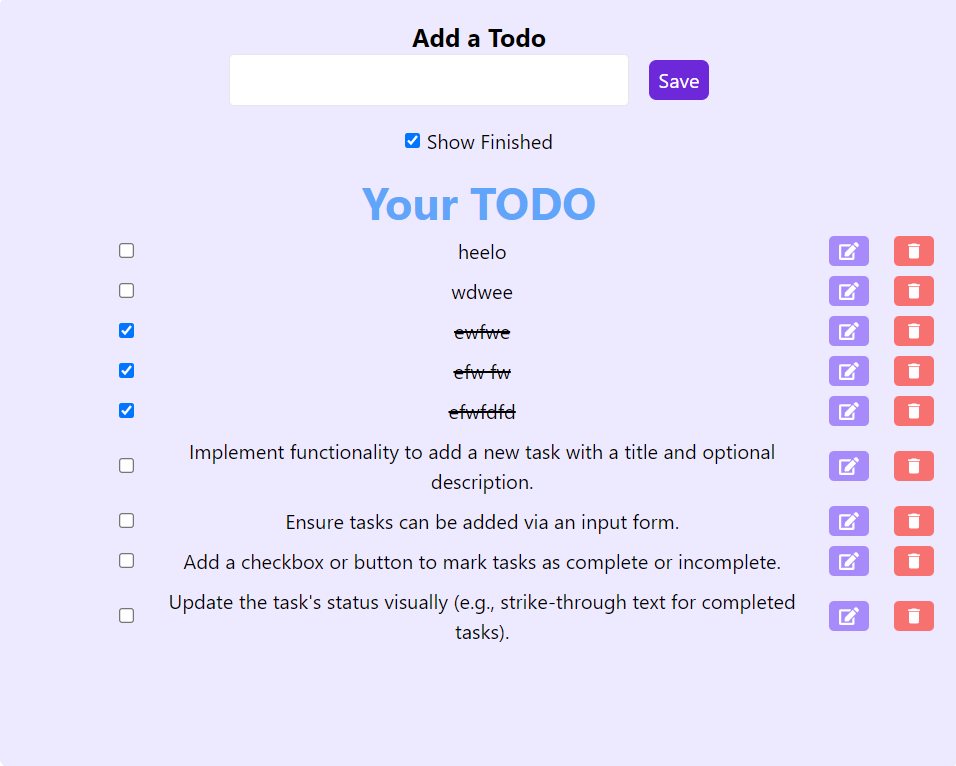 Add a Todo
Save
Show Finished
Your TODO
heelo
wdwee
ewfwe
efw fw
efwfdfd
Implement functionality to add a new task with a title and optional
description.
Ensure tasks can be added via an input form.
Add a checkbox or button to mark tasks as complete or incomplete.
Update the task's status visually (e.g., strike-through text for completed
tasks).